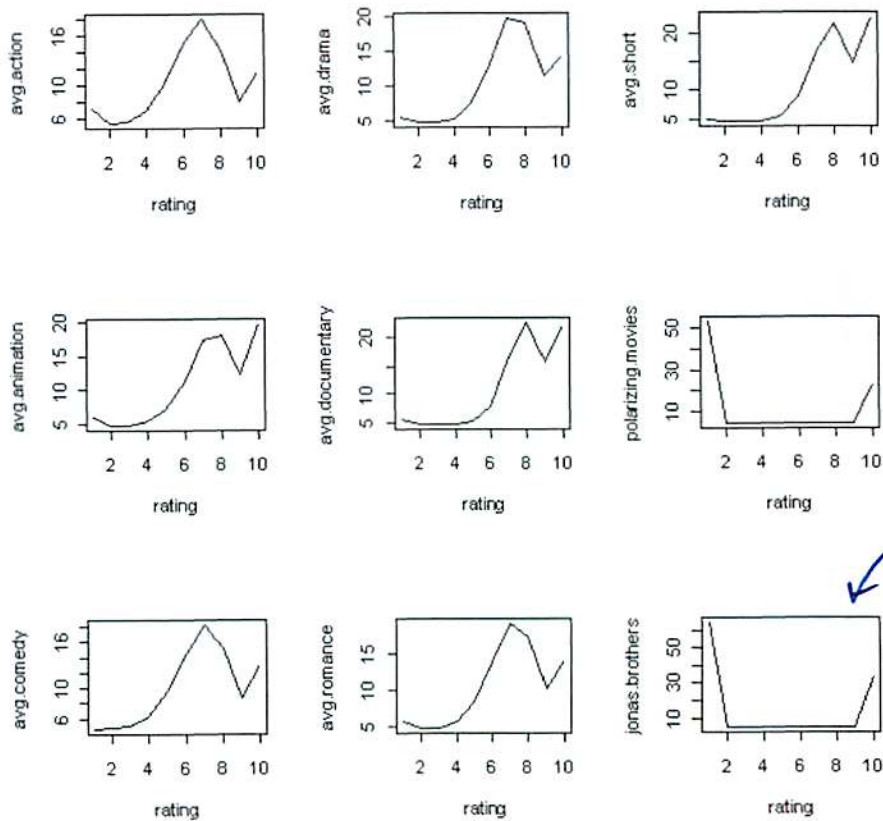 avg.action
6 10 16
2 4 6 8 10
rating
avg.drama
5 10 15 20
2 4 6 8 10
rating
avg.short
5 10 20
2 4 6 8 10
rating
avg.animation
5 10 15 20
2 4 6 8 10
rating
avg.documentary
5 10 20
2 4 6 8 10
rating
polarizing.movies
10 30 50
2 4 6 8 10
rating
avg.comedy
6 10 16
2 4 6 8 10
rating
avg.romance
5 10 15
2 4 6 8 10
rating
jonas.brothers
10 30 50
2 4 6 8 10
rating